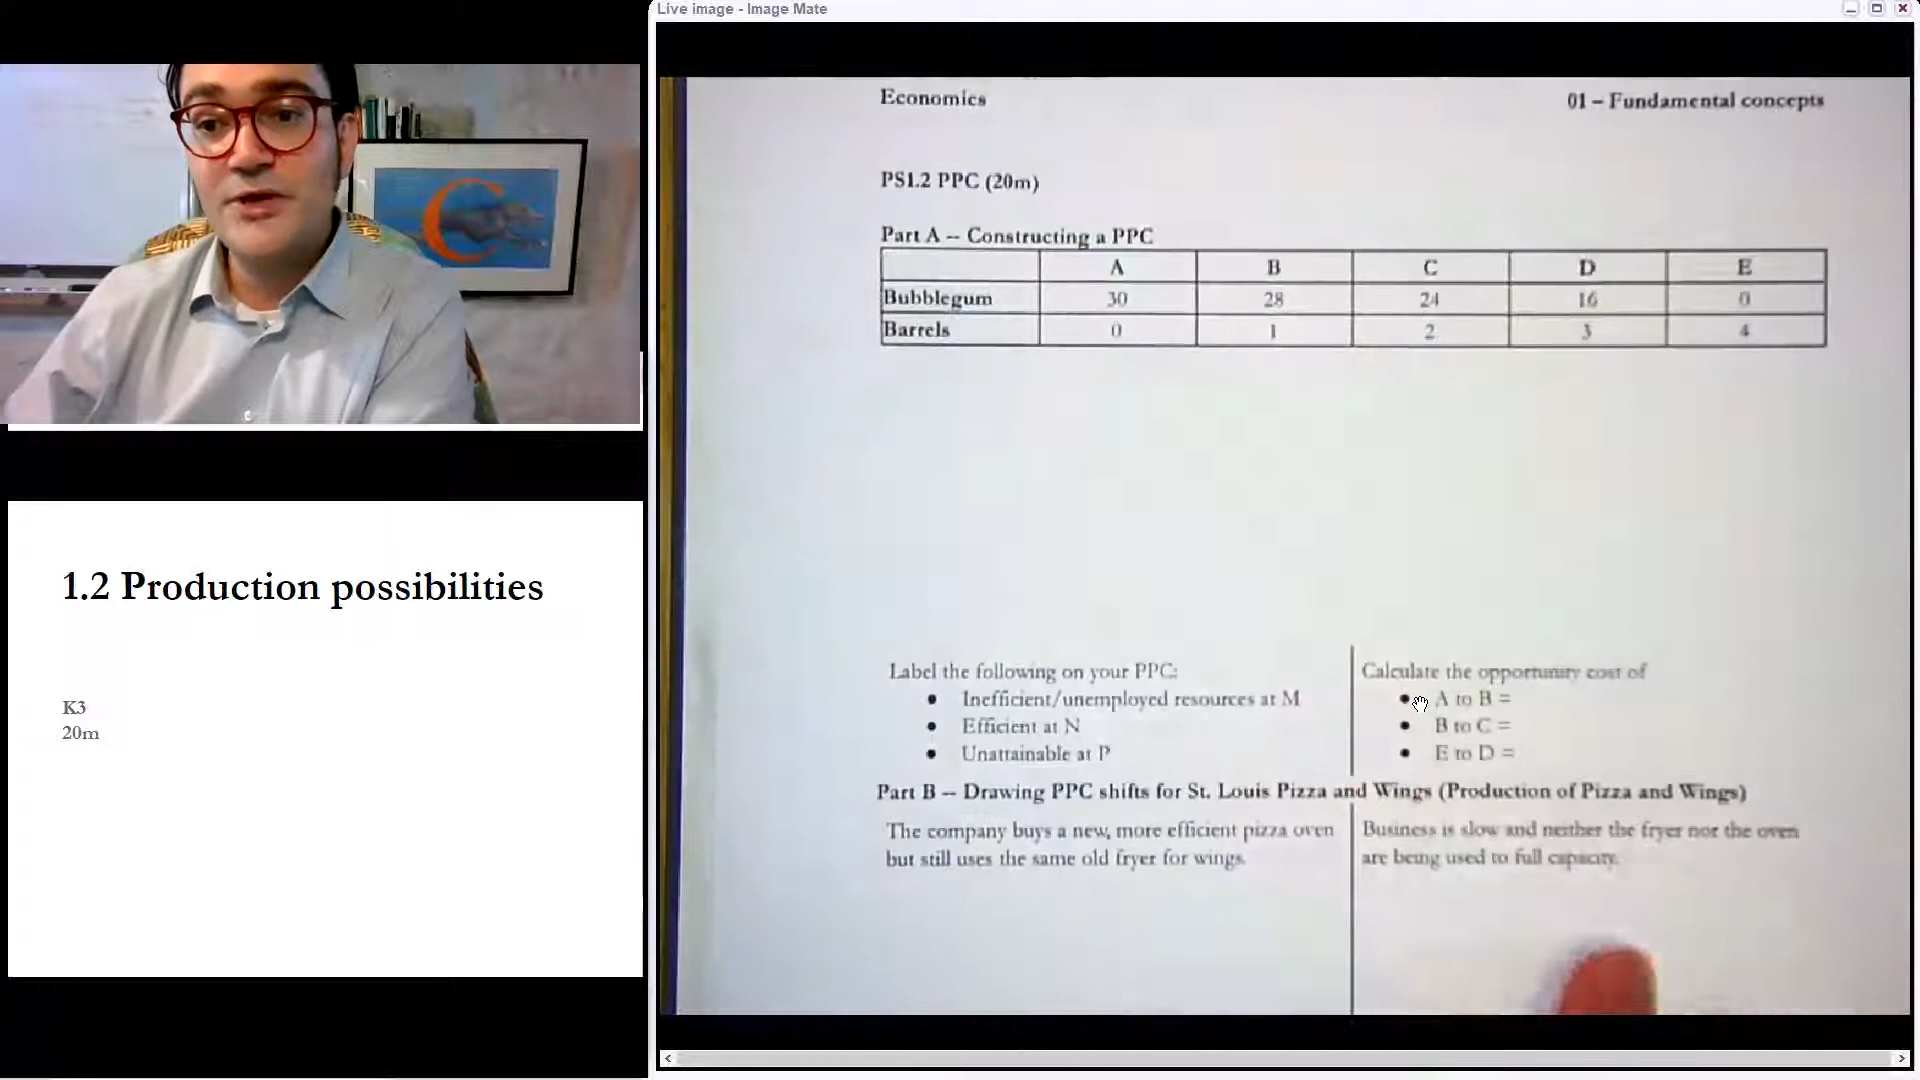 Live image - Image Mate
Economics 01 – Fundamental concepts
PS1.2 PPC (20m)
Part A – Constructing a PPC
A B C D E
Bubblegum 30 28 24 16 0
Barrels 0 1 2 3 4
Label the following on your PPC:
• Inefficient/unemployed resources at M
• Efficient at N
• Unattainable at P
Calculate the opportunity cost of
• A to B =
• B to C =
• E to D =
Part B – Drawing PPC shifts for St. Louis Pizza and Wings (Production of Pizza and Wings)
The company buys a new, more efficient pizza oven
but still uses the same old fryer for wings.
Business is slow and neither the fryer nor the oven
are being used to full capacity.
C
1.2 Production possibilities
K3
20m